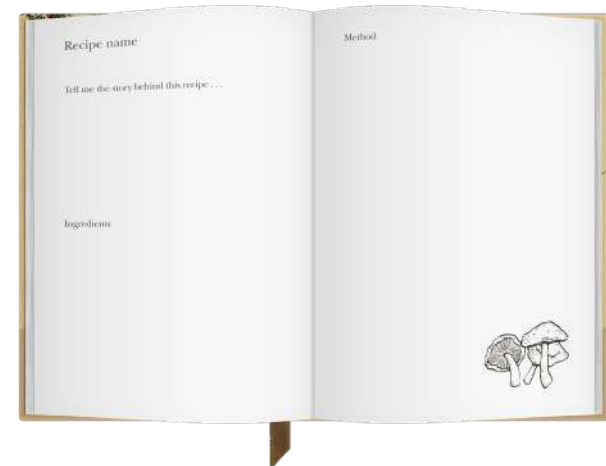 Recipe name
Tell me the story behind this recipe . . .
Ingredients
Method